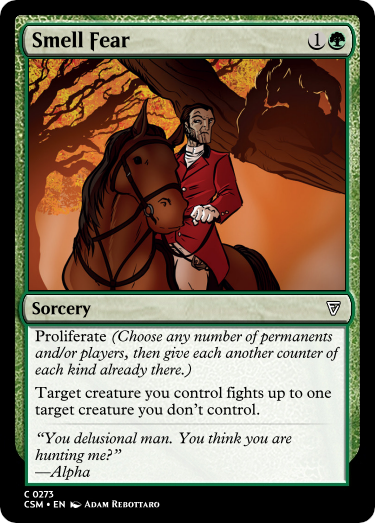 Smell Fear 1
Sorcery
Proliferate (Choose any number of permanents
and/or players, then give each another counter of
each kind already there.)
Target creature you control fights up to one
target creature you don't control.
"You delusional man. You think you are
hunting me?"
—Alpha
C 0273
CSM • EN Adam Rebottaro